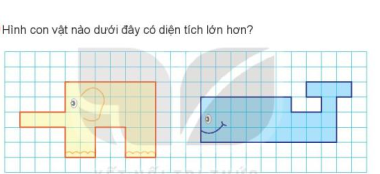 Hình con vật nào dưới đây có diện tích lớn hơn?